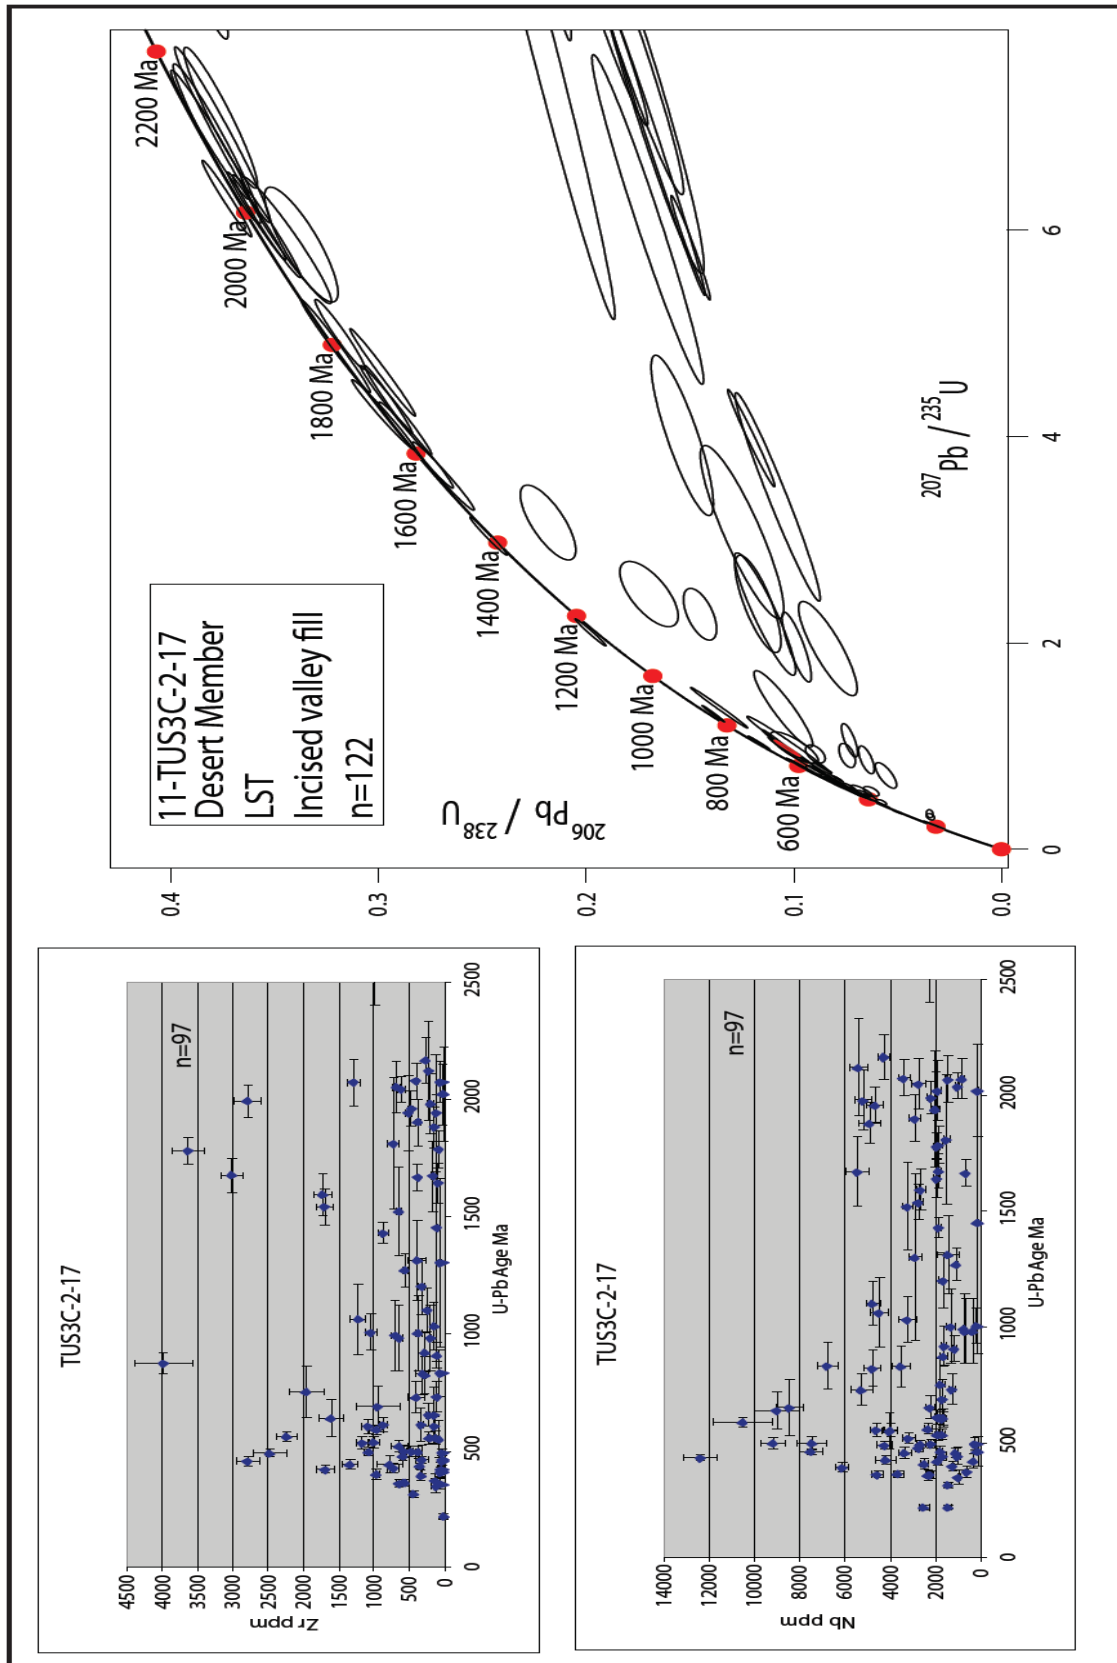 TUS3C-2-17
n=97
Zr ppm
4500
4000
3500
3000
2500
2000
1500
1000
500
0
0
500
1000
1500
2000
2500
U-Pb Age Ma
TUS3C-2-17
n=97
Nb ppm
14000
12000
10000
8000
6000
4000
2000
0
0
500
1000
1500
2000
2500
U-Pb Age Ma
11-TUS3C-2-17
Desert Member
LST
Incised valley fill
n=122
206Pb / 238U
0.4
0.3
0.2
0.1
0.0
2200 Ma
2000 Ma
1800 Ma
1600 Ma
1400 Ma
1200 Ma
1000 Ma
800 Ma
600 Ma
0
2
4
6
207Pb / 235U